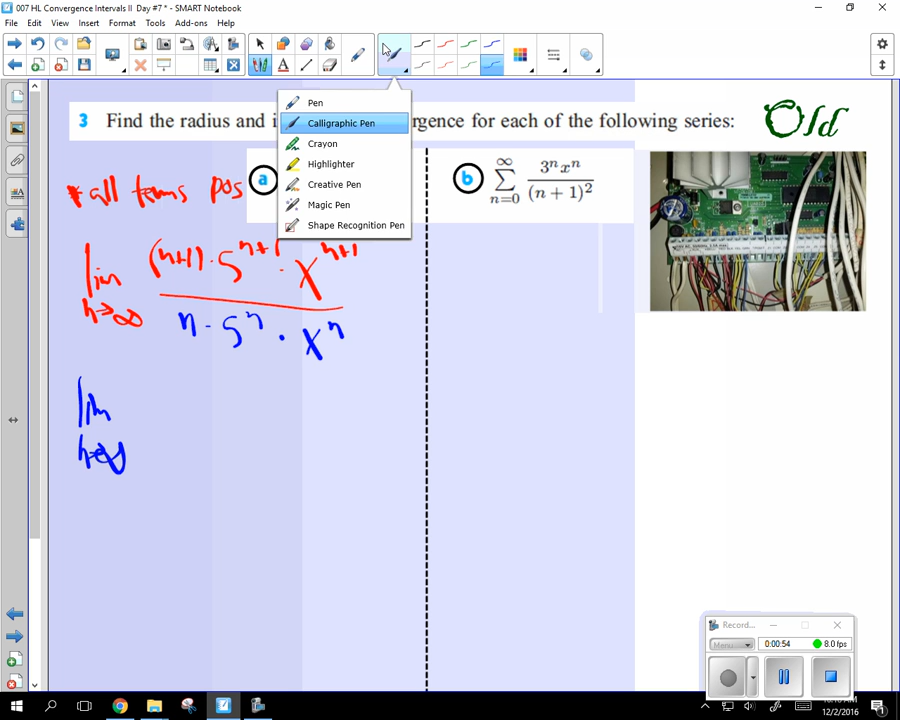 007 HL Convergence Intervals II Day #7 * - SMART Notebook
File Edit View Insert Format Tools Add-ons Help
A
Pen
Calligraphic Pen
Crayon
Highlighter
Creative Pen
Magic Pen
Shape Recognition Pen
3 Find the radius and i rgence for each of the following series:
Old
* all terms pos
a
b ∞ ∑ n=0 3ⁿxⁿ / (n + 1)²
lim n→∞ (n+1) · 5ⁿ⁺¹ · xⁿ⁺¹
n · 5ⁿ · xⁿ
lim
n→∞
Record...
Menu 0:00:54 8.0 fps
12/2/2016